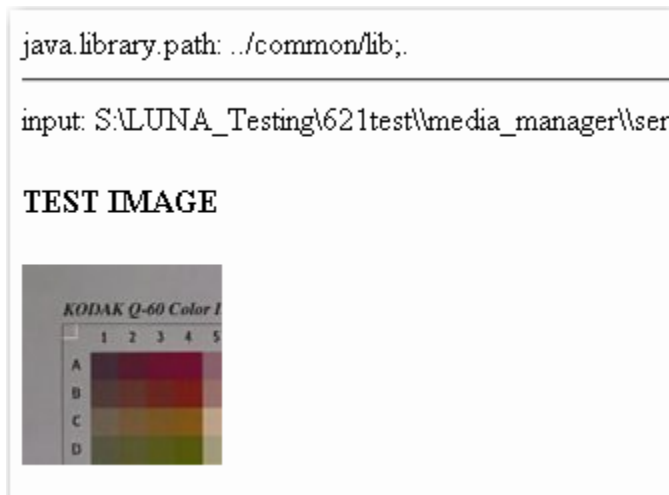 java.library.path: ../common/lib;.
input: S:\LUNA_Testing\621test\\media_manager\\ser
TEST IMAGE
KODAK Q-60 Color I
1 2 3 4 5
A
B
C
D